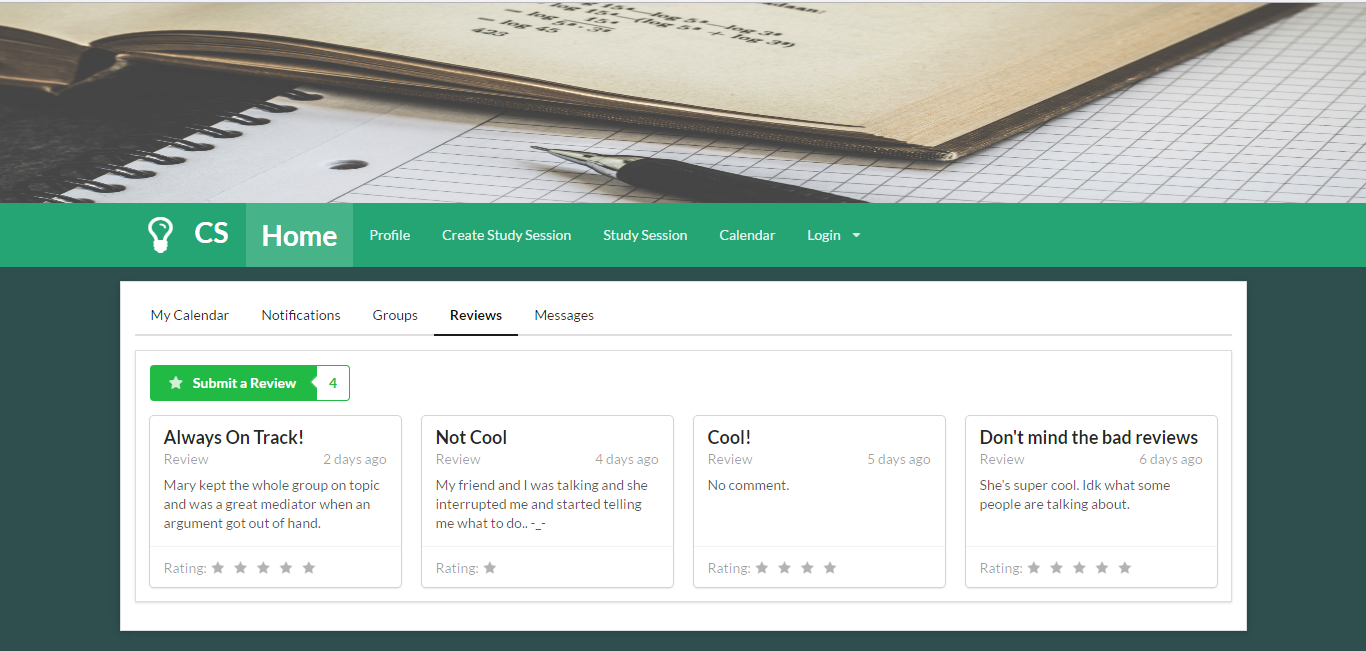 423
CS
Home
Profile
Create Study Session
Study Session
Calendar
Login
My Calendar
Notifications
Groups
Reviews
Messages
Submit a Review
4
Always On Track!
Review 2 days ago
Mary kept the whole group on topic
and was a great mediator when an
argument got out of hand.
Rating:
Not Cool
Review 4 days ago
My friend and I was talking and she
interrupted me and started telling
me what to do.. -_-
Rating:
Cool!
Review 5 days ago
No comment.
Rating:
Don't mind the bad reviews
Review 6 days ago
She's super cool. Idk what some
people are talking about.
Rating: